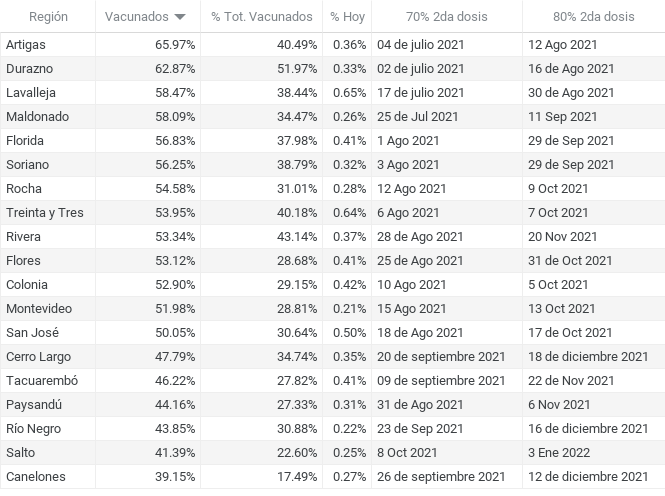 Región Vacunados % Tot. Vacunados % Hoy 70% 2da dosis 80% 2da dosis
Artigas 65.97% 40.49% 0.36% 04 de julio 2021 12 Ago 2021
Durazno 62.87% 51.97% 0.33% 02 de julio 2021 16 de Ago 2021
Lavalleja 58.47% 38.44% 0.65% 17 de julio 2021 30 de Ago 2021
Maldonado 58.09% 34.47% 0.26% 25 de Jul 2021 11 Sep 2021
Florida 56.83% 37.98% 0.41% 1 Ago 2021 29 de Sep 2021
Soriano 56.25% 38.79% 0.32% 3 Ago 2021 29 de Sep 2021
Rocha 54.58% 31.01% 0.28% 12 Ago 2021 9 Oct 2021
Treinta y Tres 53.95% 40.18% 0.64% 6 Ago 2021 7 Oct 2021
Rivera 53.34% 43.14% 0.37% 28 de Ago 2021 20 Nov 2021
Flores 53.12% 28.68% 0.41% 25 de Ago 2021 31 de Oct 2021
Colonia 52.90% 29.15% 0.42% 10 Ago 2021 5 Oct 2021
Montevideo 51.98% 28.81% 0.21% 15 Ago 2021 13 Oct 2021
San José 50.05% 30.64% 0.50% 18 de Ago 2021 17 de Oct 2021
Cerro Largo 47.79% 34.74% 0.35% 20 de septiembre 2021 18 de diciembre 2021
Tacuarembó 46.22% 27.82% 0.41% 09 de septiembre 2021 22 de Nov 2021
Paysandú 44.16% 27.33% 0.31% 31 de Ago 2021 6 Nov 2021
Río Negro 43.85% 30.88% 0.22% 23 de Sep 2021 16 de diciembre 2021
Salto 41.39% 22.60% 0.25% 8 Oct 2021 3 Ene 2022
Canelones 39.15% 17.49% 0.27% 26 de septiembre 2021 12 de diciembre 2021